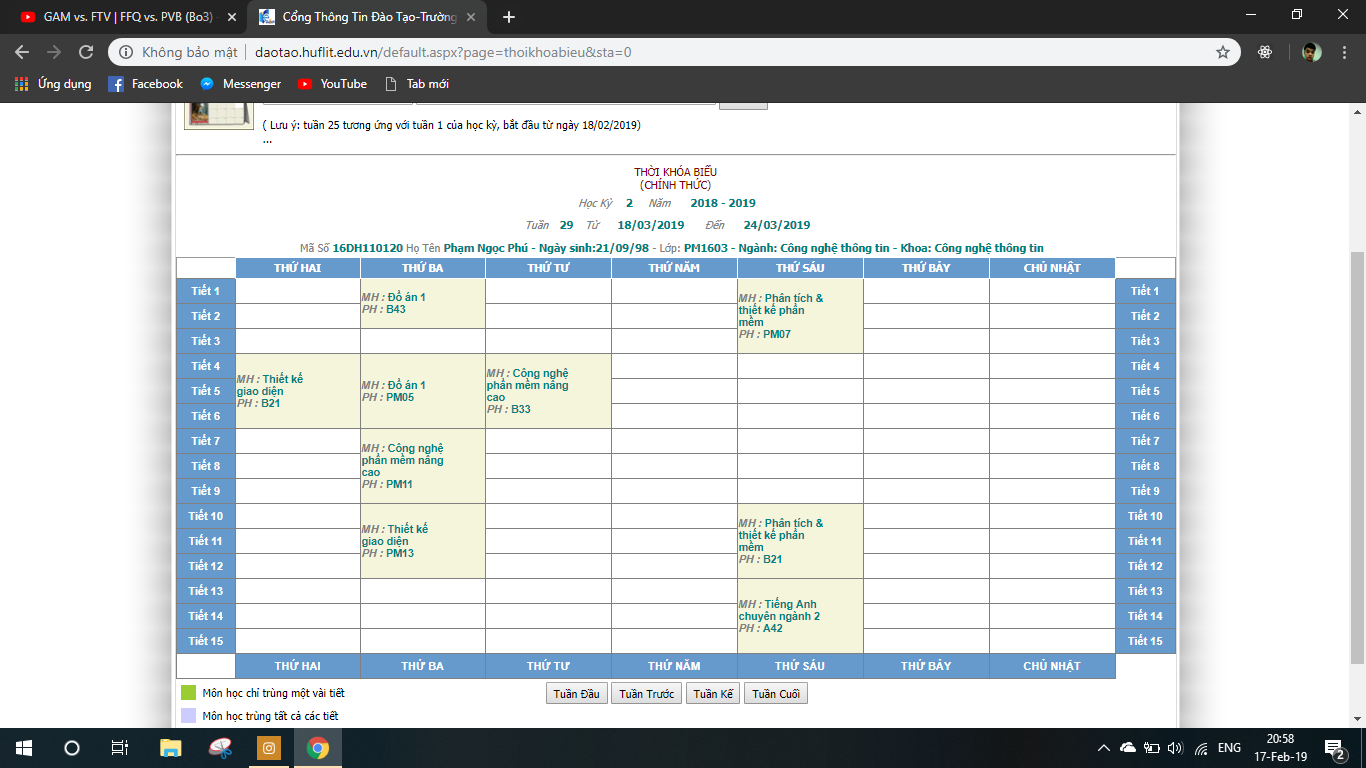 GAM vs. FTV | FFQ vs. PVB (Bo3)
Cổng Thông Tin Đào Tạo-Trường
Không bảo mật
daotao.huflit.edu.vn/default.aspx?page=thoikhoabieu&sta=0
Ứng dụng
Facebook
Messenger
YouTube
Tab mới
( Lưu ý: tuần 25 tương ứng với tuần 1 của học kỳ, bắt đầu từ ngày 18/02/2019)
...
THỜI KHÓA BIỂU
(CHÍNH THỨC)
Học Kỳ 2 Năm 2018 - 2019
Tuần 29 Từ 18/03/2019 Đến 24/03/2019
Mã Số 16DH110120 Họ Tên Phạm Ngọc Phú - Ngày sinh:21/09/98 - Lớp: PM1603 - Ngành: Công nghệ thông tin - Khoa: Công nghệ thông tin
THỨ HAI THỨ BA THỨ TƯ THỨ NĂM THỨ SÁU THỨ BẢY CHỦ NHẬT
Tiết 1 Tiết 1
MH : Đồ án 1
PH : B43
MH : Phân tích &
thiết kế phần
mềm
PH : PM07
Tiết 2 Tiết 2
Tiết 3 Tiết 3
Tiết 4 Tiết 4
MH : Thiết kế
giao diện
PH : B21
MH : Đồ án 1
PH : PM05
MH : Công nghệ
phần mềm nâng
cao
PH : B33
Tiết 5 Tiết 5
Tiết 6 Tiết 6
Tiết 7 Tiết 7
MH : Công nghệ
phần mềm nâng
cao
PH : PM11
Tiết 8 Tiết 8
Tiết 9 Tiết 9
Tiết 10 Tiết 10
MH : Thiết kế
giao diện
PH : PM13
MH : Phân tích &
thiết kế phần
mềm
PH : B21
Tiết 11 Tiết 11
Tiết 12 Tiết 12
Tiết 13 Tiết 13
MH : Tiếng Anh
chuyên ngành 2
PH : A42
Tiết 14 Tiết 14
Tiết 15 Tiết 15
THỨ HAI THỨ BA THỨ TƯ THỨ NĂM THỨ SÁU THỨ BẢY CHỦ NHẬT
Môn học chỉ trùng một vài tiết
Tuần Đầu Tuần Trước Tuần Kế Tuần Cuối
Môn học trùng tất cả các tiết
ENG
20:58
17-Feb-19
2